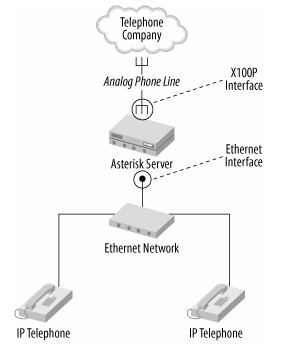 Telephone
Company
Analog Phone Line
X100P
Interface
Asterisk Server
Ethernet
Interface
Ethernet Network
IP Telephone
IP Telephone